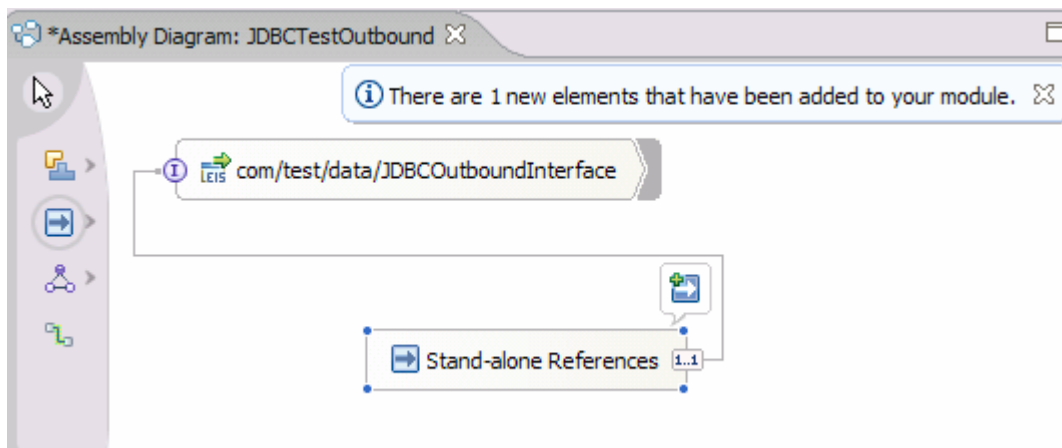 *Assembly Diagram: JDBCTestOutbound
There are 1 new elements that have been added to your module.
I
EIS
com/test/data/JDBCOutboundInterface
Stand-alone References
1..1